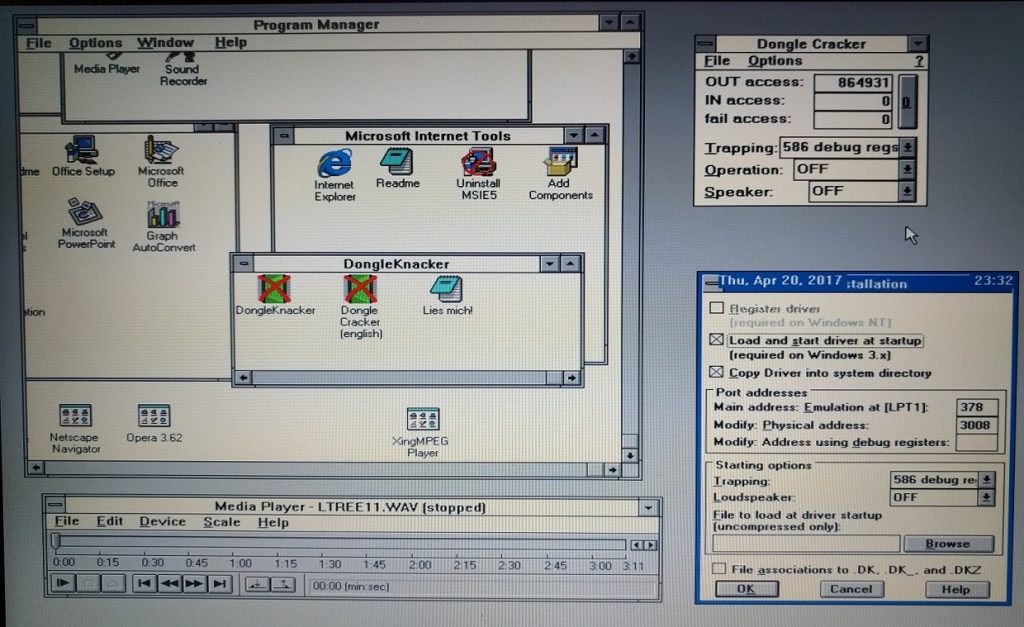 Program Manager
File Options Window Help
Media Player
Sound
Recorder
Microsoft Internet Tools
Office Setup
Microsoft
Office
Microsoft
PowerPoint
Microsoft
Graph
AutoConvert
Internet
Explorer
Readme
Uninstall
MSIE5
Add
Components
DongleKnacker
DongleKnacker
Dongle
Cracker
(english)
Lies mich!
Netscape
Navigator
Opera 3.62
XingMPEG
Player
Media Player - LTREE11.WAV (stopped)
File Edit Device Scale Help
0:00 0:15 0:30 0:45 1:00 1:15 1:30 1:45 2:00 2:15 2:30 2:45 3:00 3:11
00:00 (min:sec)
Dongle Cracker
File Options ?
OUT access: 864931
IN access: 0
fail access: 0
0
Trapping: 586 debug regs
Operation: OFF
Speaker: OFF
Thu, Apr 20, 2017 stallation 23:32
Register driver
(required on Windows NT)
Load and start driver at startup
(required on Windows 3.x)
Copy Driver into system directory
Port addresses
Main address: Emulation at [LPT1]: 378
Modify: Physical address: 3008
Modify: Address using debug registers:
Starting options
Trapping: 586 debug re
Loudspeaker: OFF
File to load at driver startup
(uncompressed only):
Browse
File associations to .DK, .DK_, and .DKZ
OK Cancel Help